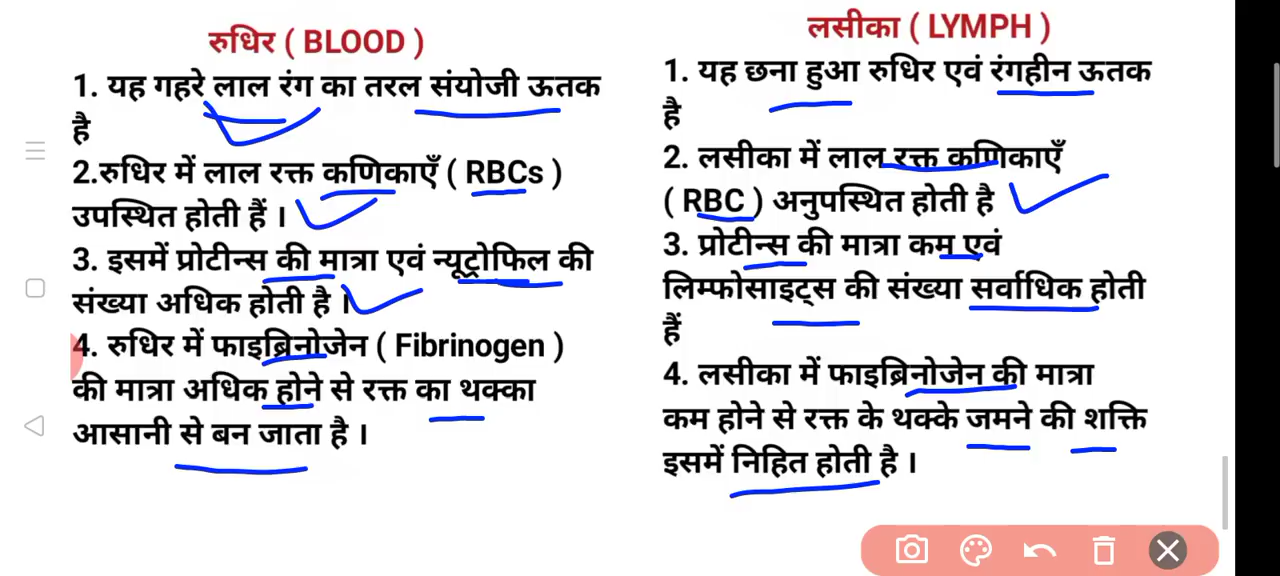 रुधिर ( BLOOD )
1. यह गहरे लाल रंग का तरल संयोजी ऊतक
है
2.रुधिर में लाल रक्त कणिकाएँ ( RBCs )
उपस्थित होती हैं ।
3. इसमें प्रोटीन्स की मात्रा एवं न्यूट्रोफिल की
संख्या अधिक होती है ।
4. रुधिर में फाइब्रिनोजेन ( Fibrinogen )
की मात्रा अधिक होने से रक्त का थक्का
आसानी से बन जाता है ।
लसीका ( LYMPH )
1. यह छना हुआ रुधिर एवं रंगहीन ऊतक
है
2. लसीका में लाल रक्त कणिकाएँ
( RBC ) अनुपस्थित होती है
3. प्रोटीन्स की मात्रा कम एवं
लिम्फोसाइट्स की संख्या सर्वाधिक होती
हैं
4. लसीका में फाइब्रिनोजेन की मात्रा
कम होने से रक्त के थक्के जमने की शक्ति
इसमें निहित होती है ।